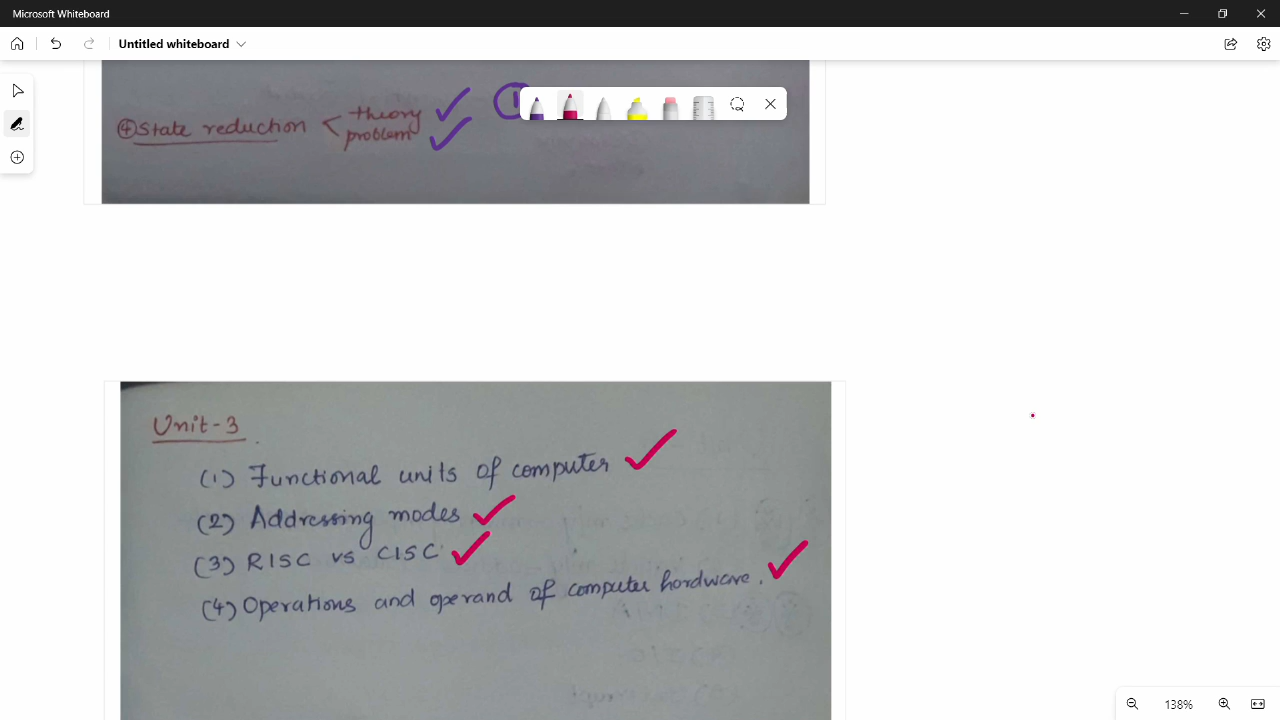 Microsoft Whiteboard
Untitled whiteboard
④ State reduction < theory
problem
①
Unit-3
(1) Functional units of computer
(2) Addressing modes
(3) RISC vs CISC
(4) Operations and operand of computer hardware.
138%